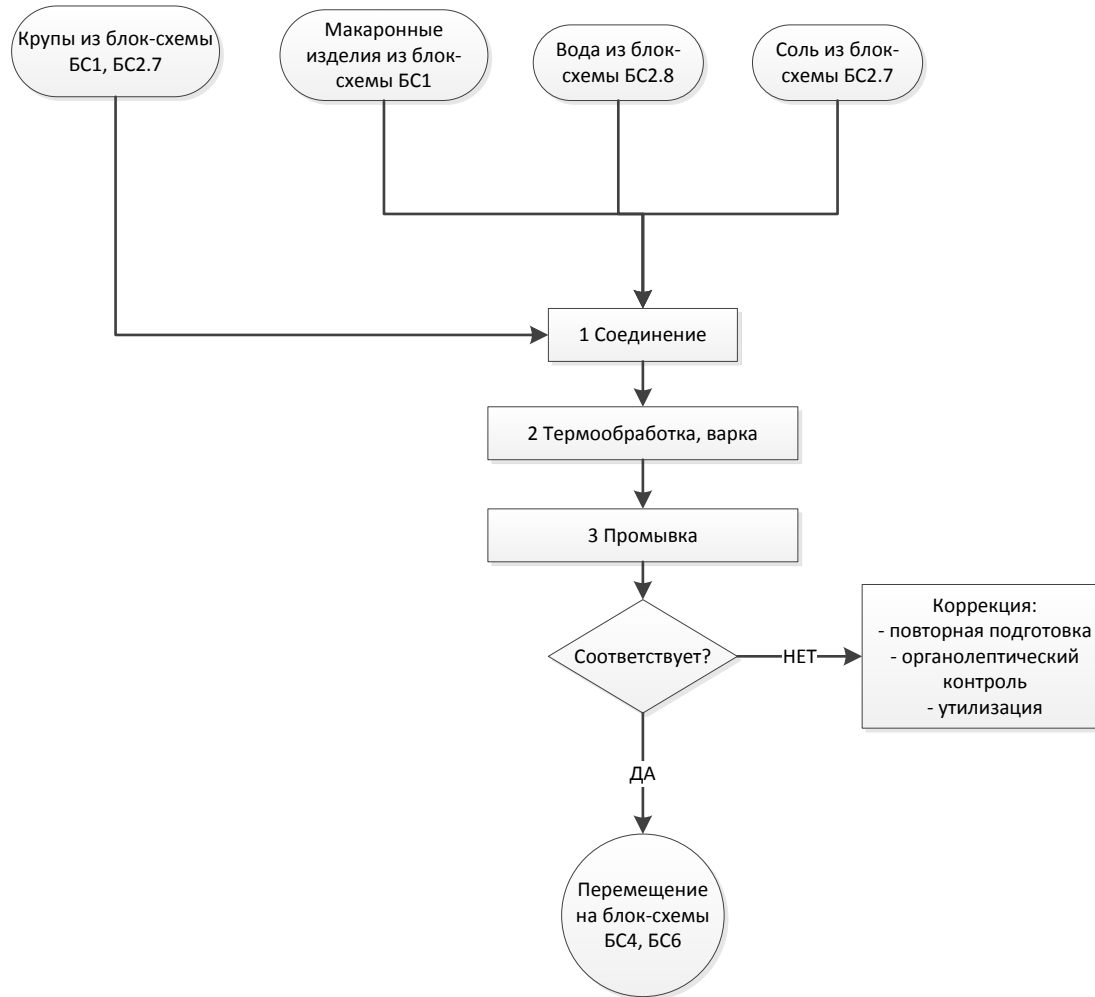 Крупы из блок-схемы
БС1, БС2.7
Макаронные
изделия из блок-
схемы БС1
Вода из блок-
схемы БС2.8
Соль из блок-
схемы БС2.7
1 Соединение
2 Термообработка, варка
3 Промывка
Соответствует?
НЕТ
Коррекция:
- повторная подготовка
- органолептический
контроль
- утилизация
ДА
Перемещение
на блок-схемы
БС4, БС6